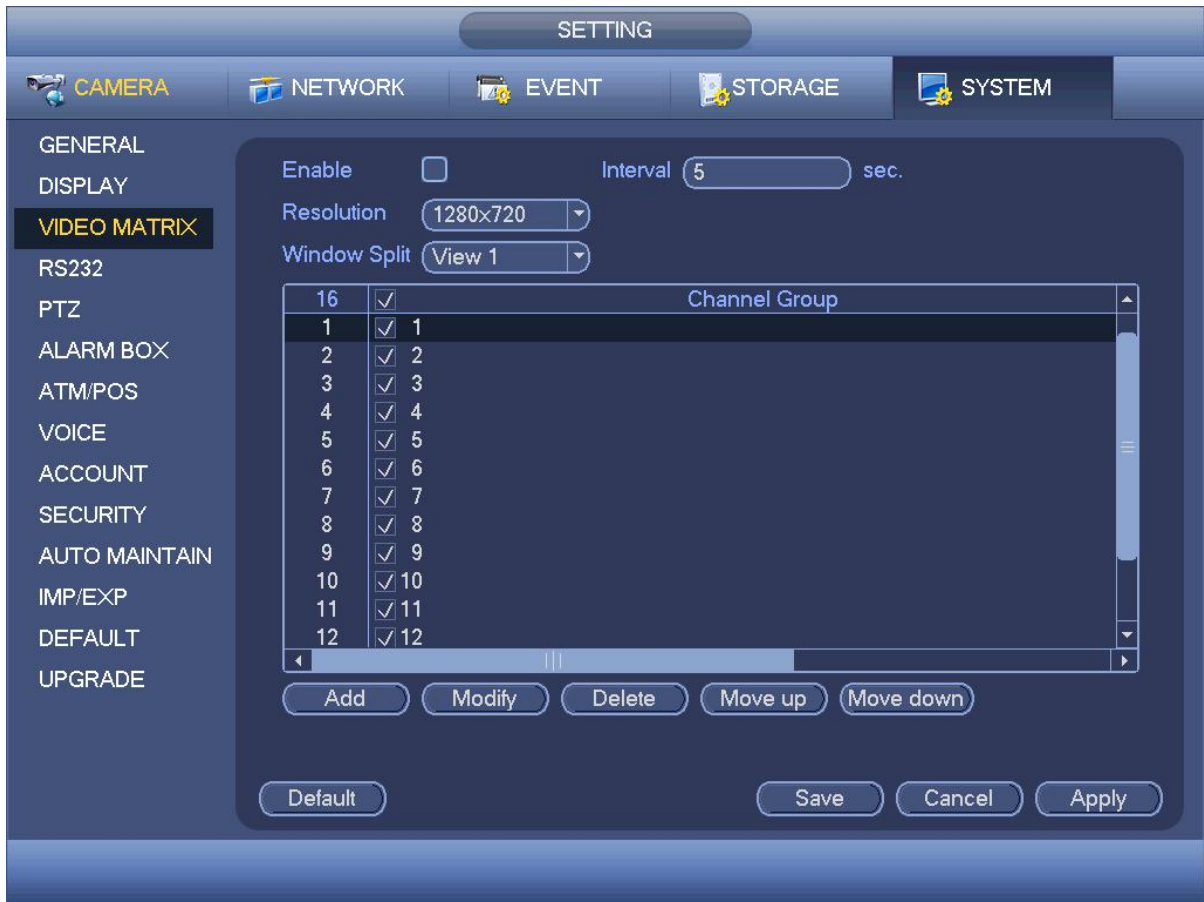 SETTING
CAMERA NETWORK EVENT STORAGE SYSTEM
GENERAL
DISPLAY
VIDEO MATRIX
RS232
PTZ
ALARM BOX
ATM/POS
VOICE
ACCOUNT
SECURITY
AUTO MAINTAIN
IMP/EXP
DEFAULT
UPGRADE
Enable Interval 5 sec.
Resolution 1280×720
Window Split View 1
16 Channel Group
1 1
2 2
3 3
4 4
5 5
6 6
7 7
8 8
9 9
10 10
11 11
12 12
Add Modify Delete Move up Move down
Default Save Cancel Apply